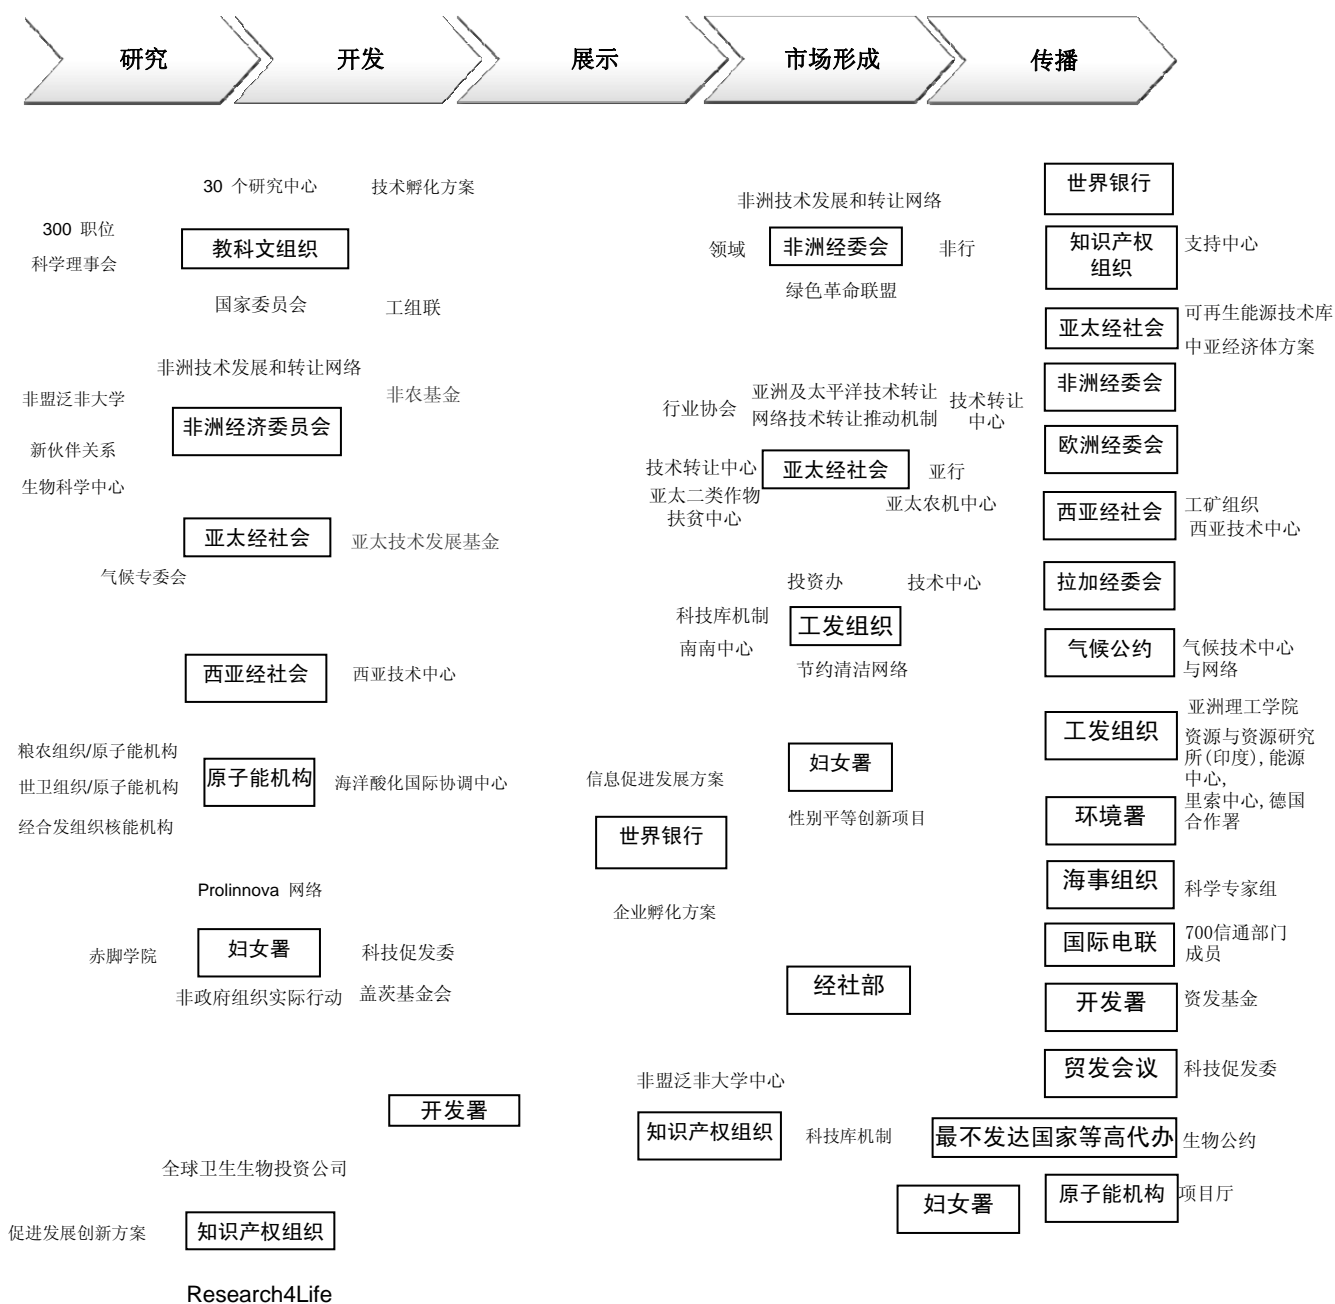 研究
开发
展示
市场形成
传播
30 个研究中心
技术孵化方案
300 职位
科学理事会
教科文组织
国家委员会
工组联
非洲技术发展和转让网络
非农基金
非盟泛非大学
非洲经济委员会
新伙伴关系
生物科学中心
亚太经社会
亚太技术发展基金
气候专委会
西亚经社会
西亚技术中心
粮农组织/原子能机构
世卫组织/原子能机构
原子能机构
海洋酸化国际协调中心
经合发组织核能机构
Prolinnova 网络
赤脚学院
妇女署
科技促发委
非政府组织实际行动
盖茨基金会
开发署
全球卫生生物投资公司
促进发展创新方案
知识产权组织
Research4Life
非洲技术发展和转让网络
领域
非洲经委会
非行
绿色革命联盟
行业协会
亚洲及太平洋技术转让
网络技术转让推动机制
技术转让
中心
技术转让中心
亚太经社会
亚行
亚太二类作物
扶贫中心
亚太农机中心
投资办
技术中心
科技库机制
工发组织
南南中心
节约清洁网络
妇女署
信息促进发展方案
性别平等创新项目
世界银行
企业孵化方案
经社部
非盟泛非大学中心
知识产权组织
科技库机制
妇女署
世界银行
知识产权
组织
支持中心
亚太经社会
可再生能源技术库
中亚经济体方案
非洲经委会
欧洲经委会
西亚经社会
工矿组织
西亚技术中心
拉加经委会
气候公约
气候技术中心
与网络
工发组织
亚洲理工学院
资源与资源研究
所(印度), 能源
中心,
里索中心, 德国
合作署
环境署
海事组织
科学专家组
国际电联
700信通部门
成员
开发署
资发基金
贸发会议
科技促发委
最不发达国家等高代办
生物公约
原子能机构
项目厅